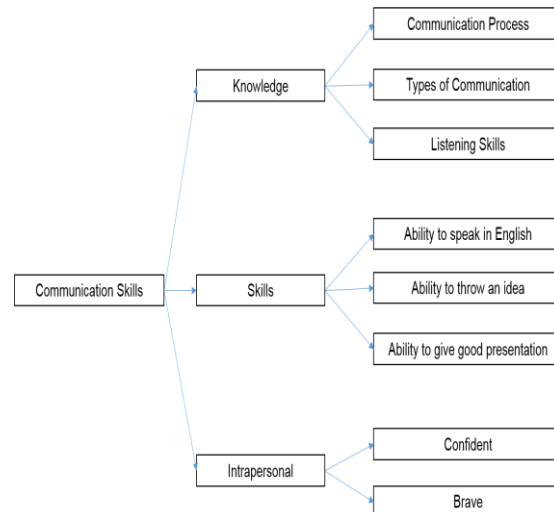 Communication Process
Knowledge
Types of Communication
Listening Skills
Ability to speak in English
Communication Skills
Skills
Ability to throw an idea
Ability to give good presentation
Confident
Intrapersonal
Brave